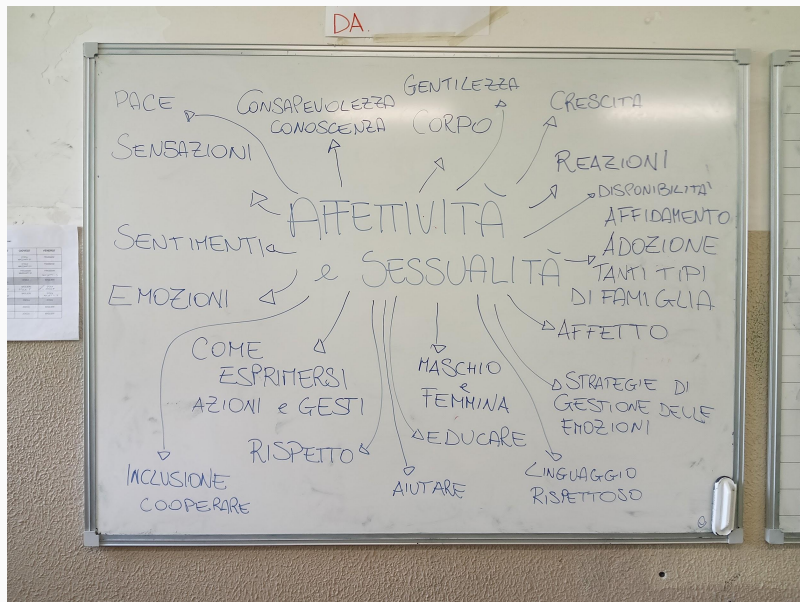 DA.
PACE
CONSAPEVOLEZZA
CONOSCENZA
GENTILEZZA
CORPO
CRESCITA
SENSAZIONI
REAZIONI
DISPONIBILITA'
AFFETTIVITÀ
e SESSUALITÀ
AFFIDAMENTO
ADOZIONE
TANTI TIPI
DI FAMIGLIA
SENTIMENTI
EMOZIONI
AFFETTO
COME
ESPRIMERSI
AZIONI e GESTI
MASCHIO
e
FEMMINA
STRATEGIE DI
GESTIONE DELLE
EMOZIONI
RISPETTO
EDUCARE
INCLUSIONE
COOPERARE
AIUTARE
LINGUAGGIO
RISPETTOSO